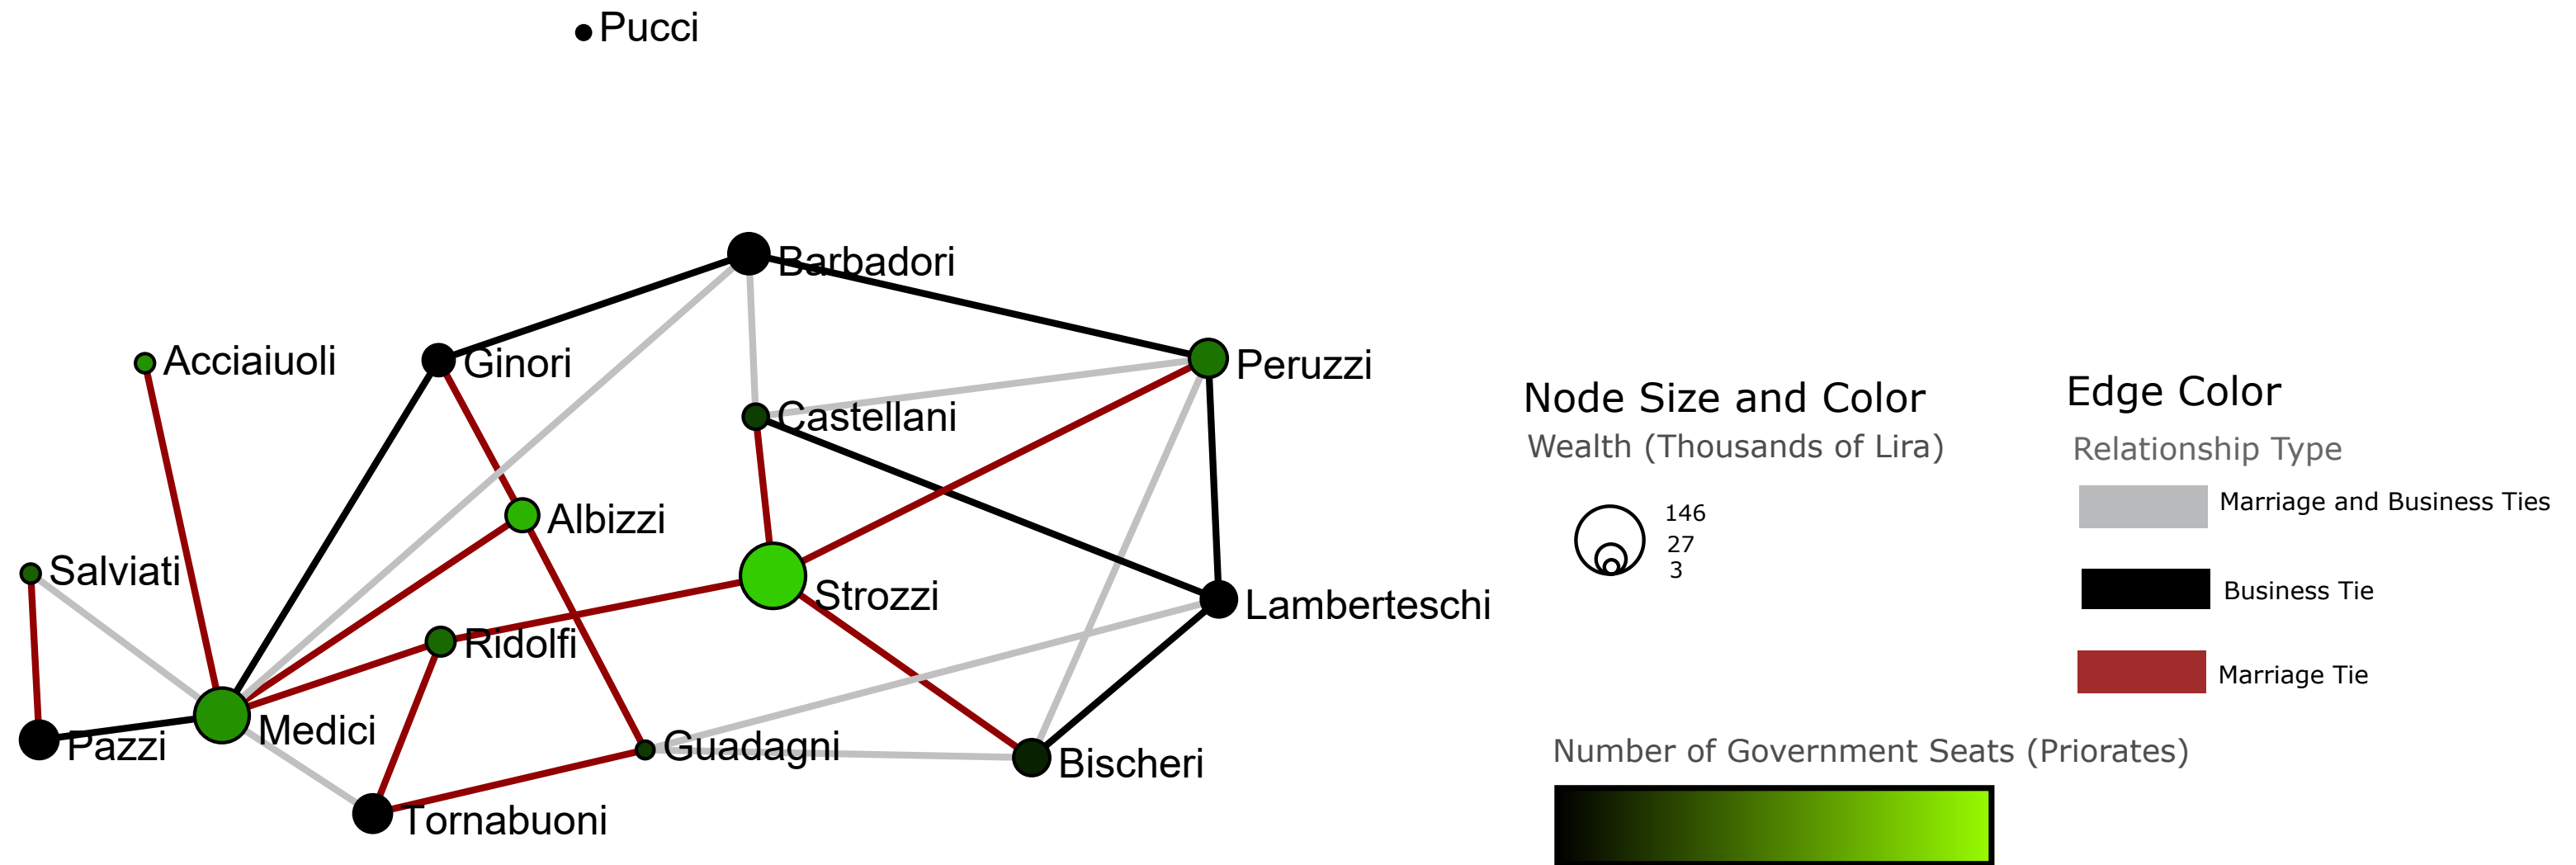 Pucci
Barbadori
Acciaiuoli
Ginori
Peruzzi
Castellani
Albizzi
Salviati
Strozzi
Lamberteschi
Ridolfi
Medici
Pazzi
Guadagni
Bischeri
Tornabuoni
Node Size and Color
Wealth (Thousands of Lira)
146
27
3
Number of Government Seats (Priorates)
Edge Color
Relationship Type
Marriage and Business Ties
Business Tie
Marriage Tie